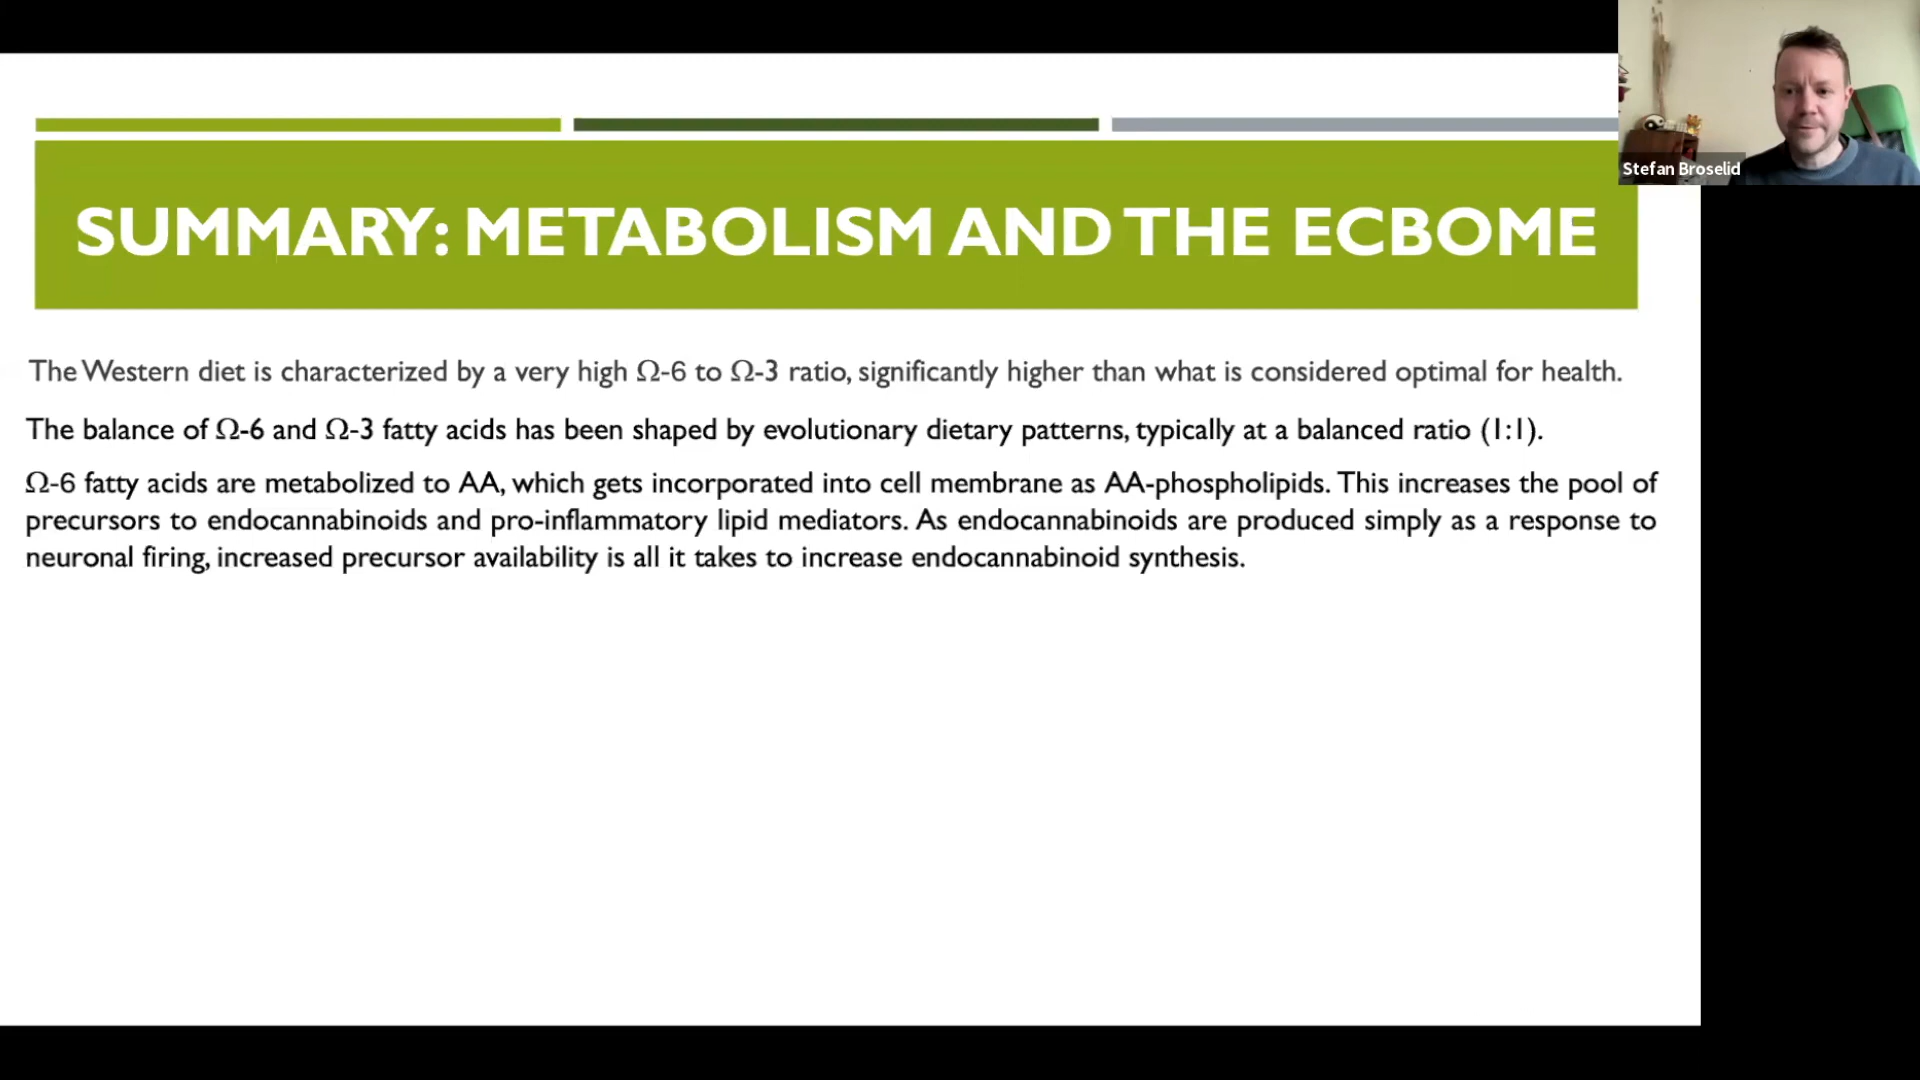 Stefan Broselid
SUMMARY: METABOLISM AND THE ECBOME
The Western diet is characterized by a very high Ω-6 to Ω-3 ratio, significantly higher than what is considered optimal for health.
The balance of Ω-6 and Ω-3 fatty acids has been shaped by evolutionary dietary patterns, typically at a balanced ratio (1:1).
Ω-6 fatty acids are metabolized to AA, which gets incorporated into cell membrane as AA-phospholipids. This increases the pool of
precursors to endocannabinoids and pro-inflammatory lipid mediators. As endocannabinoids are produced simply as a response to
neuronal firing, increased precursor availability is all it takes to increase endocannabinoid synthesis.